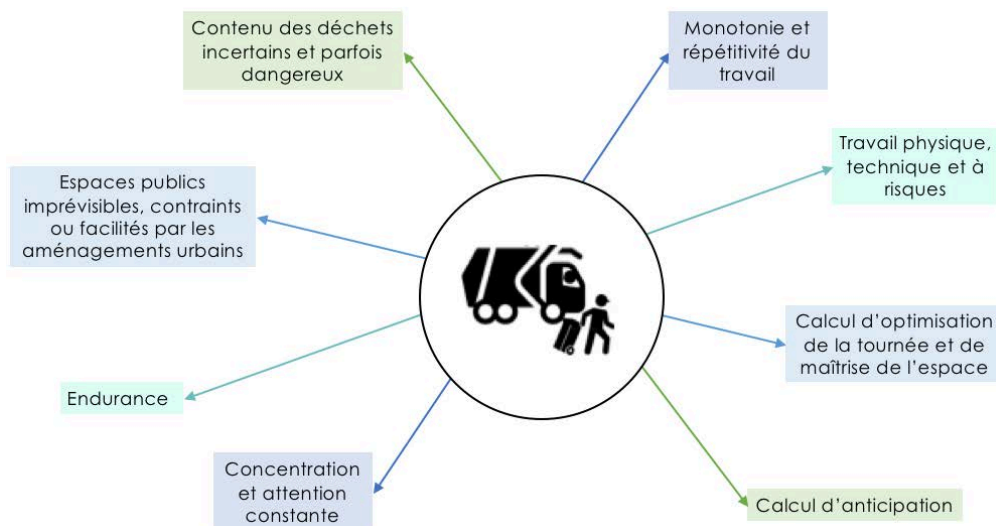 Contenu des déchets
incertains et parfois
dangereux
Monotonie et
répétitivité du
travail
Travail physique,
technique et à
risques
Espaces publics
imprévisibles, contraints
ou facilités par les
aménagements urbains
Calcul d’optimisation
de la tournée et de
maîtrise de l’espace
Endurance
Concentration
et attention
constante
Calcul d’anticipation